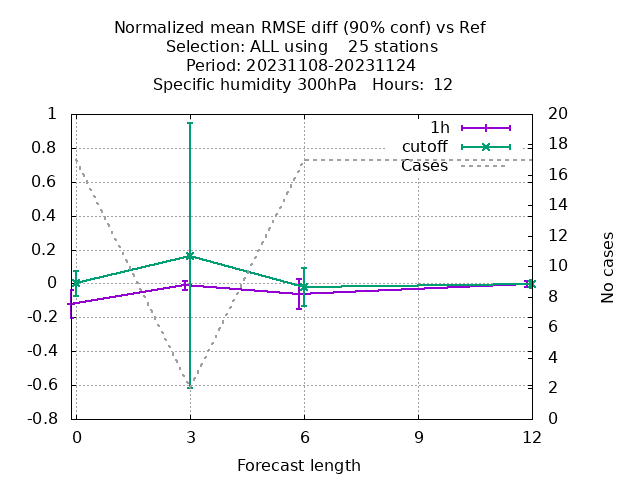 Normalized mean RMSE diff (90% conf) vs Ref
Selection: ALL using    25 stations
Period: 20231108-20231124
Specific humidity 300hPa   Hours:  12
1
0.8
0.6
0.4
0.2
0
-0.2
-0.4
-0.6
-0.8
20
18
16
14
12
10
8
6
4
2
0
1h
cutoff
Cases
No cases
0 3 6 9 12
Forecast length